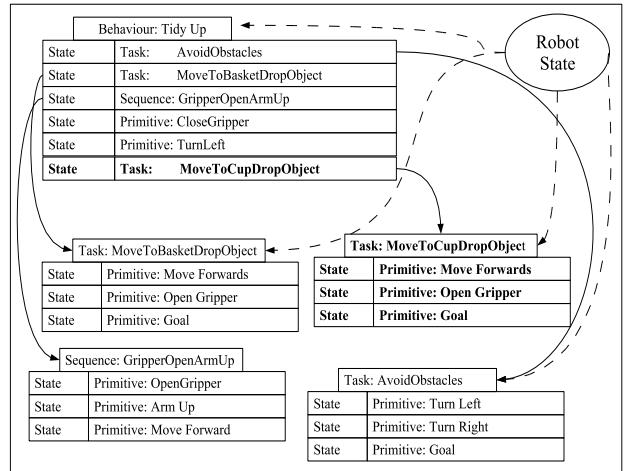 Behaviour: Tidy Up
State Task: AvoidObstacles
State Task: MoveToBasketDropObject
State Sequence: GripperOpenArmUp
State Primitive: CloseGripper
State Primitive: TurnLeft
State Task: MoveToCupDropObject
Robot
State
Task: MoveToBasketDropObject
State Primitive: Move Forwards
State Primitive: Open Gripper
State Primitive: Goal
Task: MoveToCupDropObject
State Primitive: Move Forwards
State Primitive: Open Gripper
State Primitive: Goal
Sequence: GripperOpenArmUp
State Primitive: OpenGripper
State Primitive: Arm Up
State Primitive: Move Forward
Task: AvoidObstacles
State Primitive: Turn Left
State Primitive: Turn Right
State Primitive: Goal